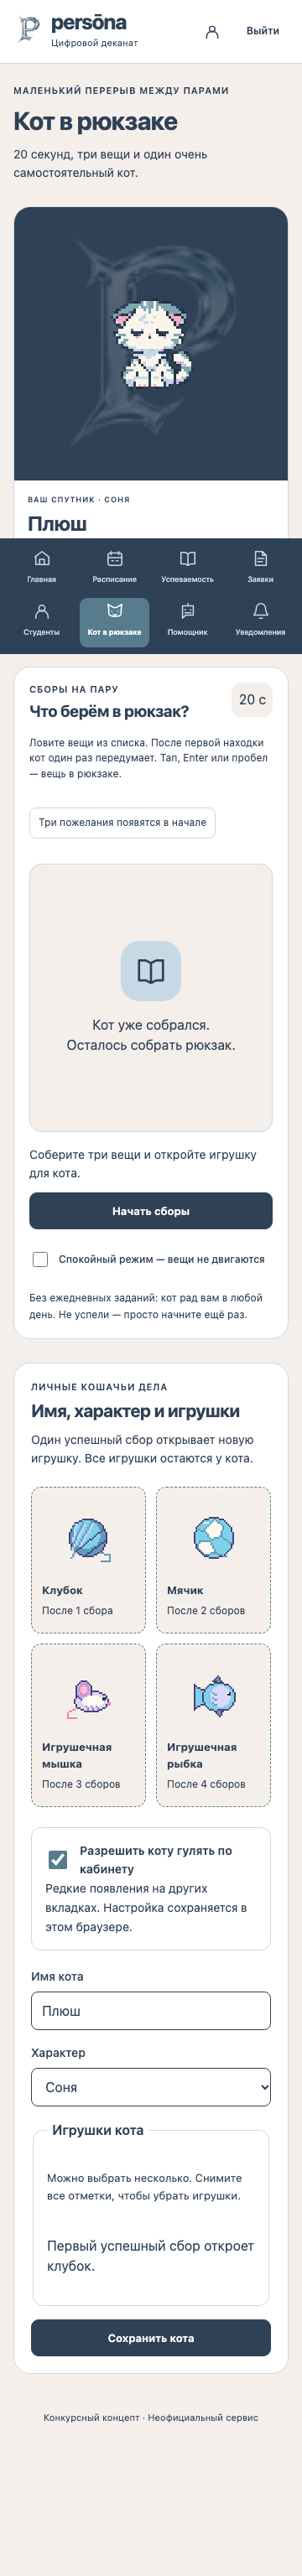 persōna
Цифровой деканат
Выйти
МАЛЕНЬКИЙ ПЕРЕРЫВ МЕЖДУ ПАРАМИ
Кот в рюкзаке
20 секунд, три вещи и один очень
самостоятельный кот.
ВАШ СПУТНИК · СОНЯ
Плюш
Главная
Расписание
Успеваемость
Заявки
Студенты
Кот в рюкзаке
Помощник
Уведомления
СБОРЫ НА ПАРУ
Что берём в рюкзак?
20 с
Ловите вещи из списка. После первой находки
кот один раз передумает. Тап, Enter или пробел
— вещь в рюкзаке.
Три пожелания появятся в начале
Кот уже собрался.
Осталось собрать рюкзак.
Соберите три вещи и откройте игрушку
для кота.
Начать сборы
Спокойный режим — вещи не двигаются
Без ежедневных заданий: кот рад вам в любой
день. Не успели — просто начните ещё раз.
ЛИЧНЫЕ КОШАЧЬИ ДЕЛА
Имя, характер и игрушки
Один успешный сбор открывает новую
игрушку. Все игрушки остаются у кота.
Клубок
После 1 сбора
Мячик
После 2 сборов
Игрушечная
мышка
После 3 сборов
Игрушечная
рыбка
После 4 сборов
Разрешить коту гулять по
кабинету
Редкие появления на других
вкладках. Настройка сохраняется в
этом браузере.
Имя кота
Плюш
Характер
Соня
Игрушки кота
Можно выбрать несколько. Снимите
все отметки, чтобы убрать игрушки.
Первый успешный сбор откроет
клубок.
Сохранить кота
Конкурсный концепт · Неофициальный сервис